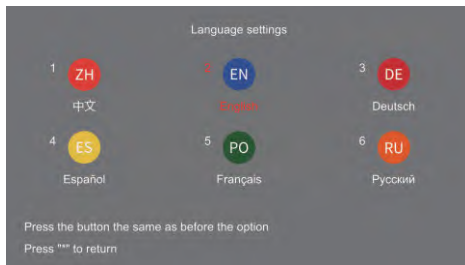 Language settings
1 ZH 2 EN 3 DE
中文 English Deutsch
4 ES 5 PO 6 RU
Español Français Русский
Press the button the same as before the option
Press "*" to return